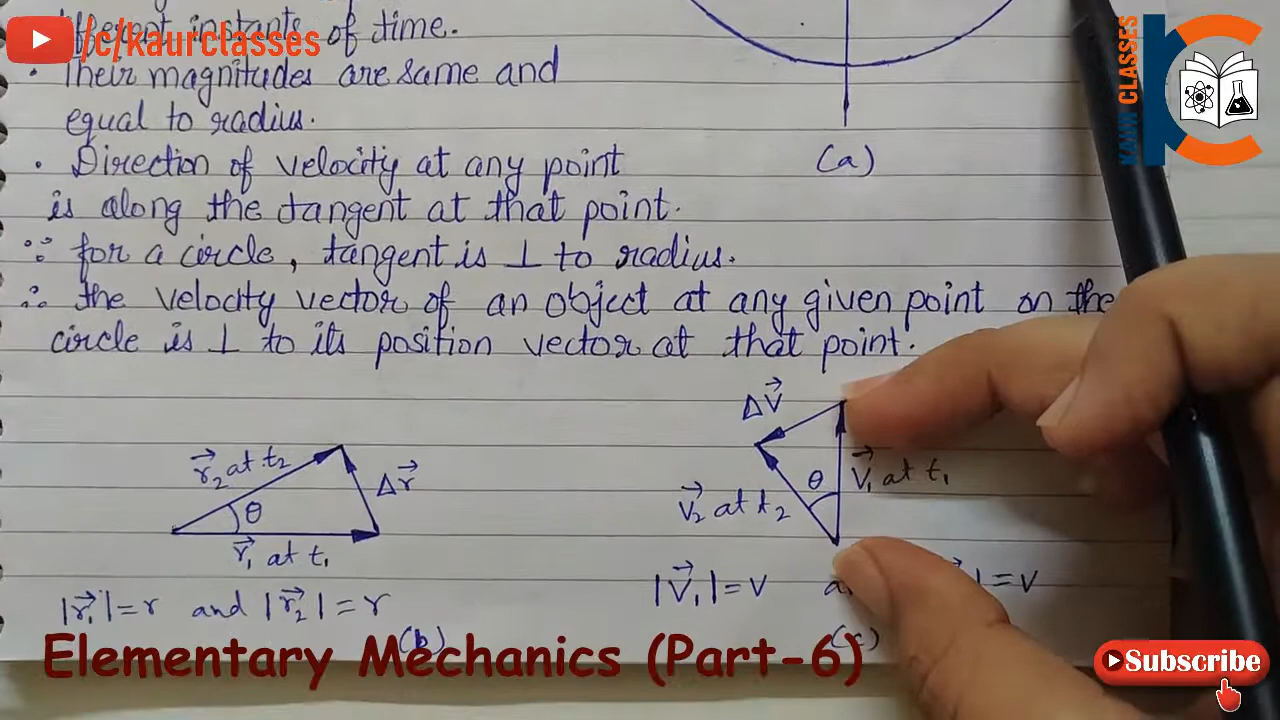 /c/kaurclasses
different instants of time.
· Their magnitudes are same and
equal to radius.
· Direction of velocity at any point
is along the tangent at that point.
∵ for a circle, tangent is ⊥ to radius.
∴ the velocity vector of an object at any given point on the
circle is ⊥ to its position vector at that point.
(a)
KAUR CLASSES
r⃗₂ at t₂
Δr⃗
θ
r⃗₁ at t₁
|r⃗₁| = r and |r⃗₂| = r
(b)
ΔV⃗
θ
V⃗₁ at t₁
V⃗₂ at t₂
|V⃗₁| = V
| = V
(c)
Elementary Mechanics (Part-6)
Subscribe